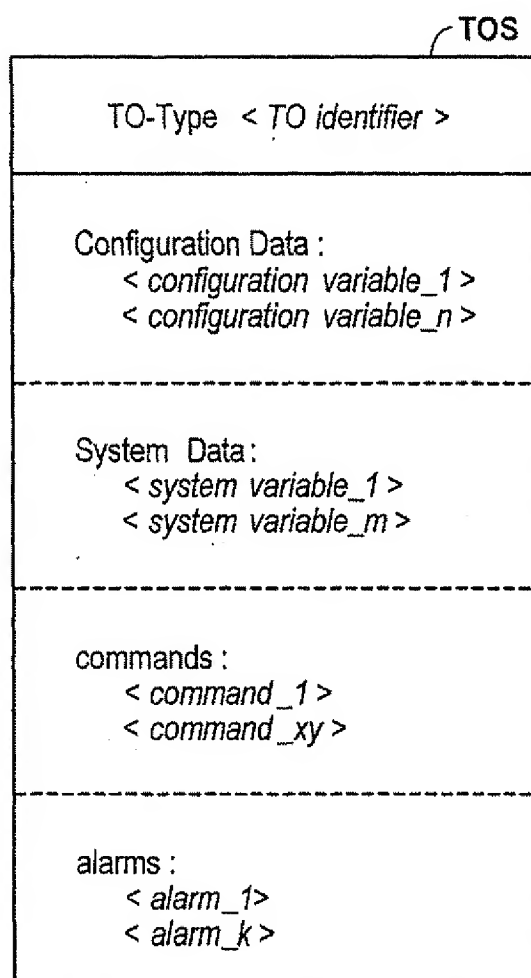 TOS
TO-Type < TO identifier >
Configuration Data :
< configuration variable_1 >
< configuration variable_n >
System Data:
< system variable_1 >
< system variable_m >
commands :
< command_1 >
< command_xy >
alarms :
< alarm_1>
< alarm_k >